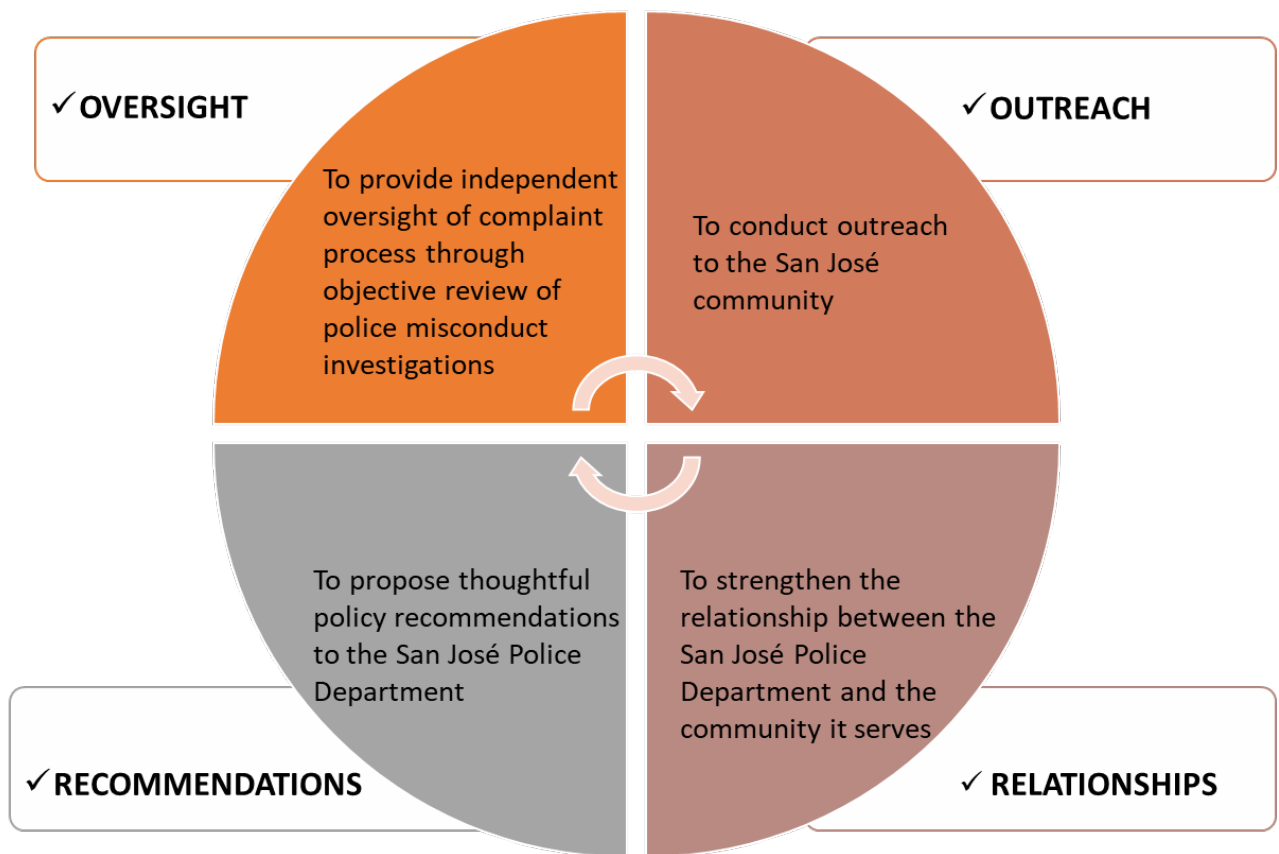 ✓ OVERSIGHT
To provide independent
oversight of complaint
process through
objective review of
police misconduct
investigations
✓ OUTREACH
To conduct outreach
to the San José
community
To propose thoughtful
policy recommendations
to the San José Police
Department
✓ RECOMMENDATIONS
To strengthen the
relationship between the
San José Police
Department and the
community it serves
✓ RELATIONSHIPS